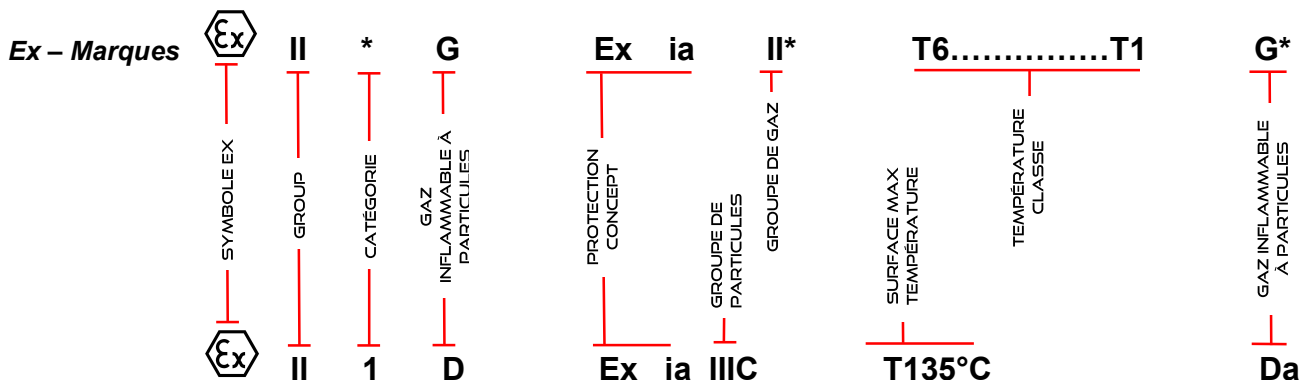 Ex – Marques Ex II * G Ex ia II* T6...............T1 G*
SYMBOLE EX
GROUP
CATÉGORIE
GAZ
INFLAMMABLE À
PARTICULES
PROTECTION
CONCEPT
GROUPE DE
PARTICULES
GROUPE DE GAZ
SURFACE MAX
TEMPÉRATURE
TEMPÉRATURE
CLASSE
GAZ INFLAMMABLE
À PARTICULES
Ex II 1 D Ex ia IIIC T135°C Da